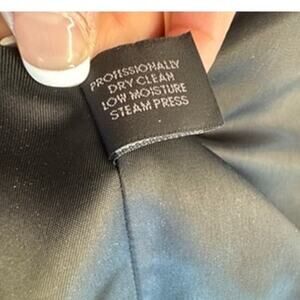 PROFESSIONALLY
DRY CLEAN
LOW MOISTURE
STEAM PRESS